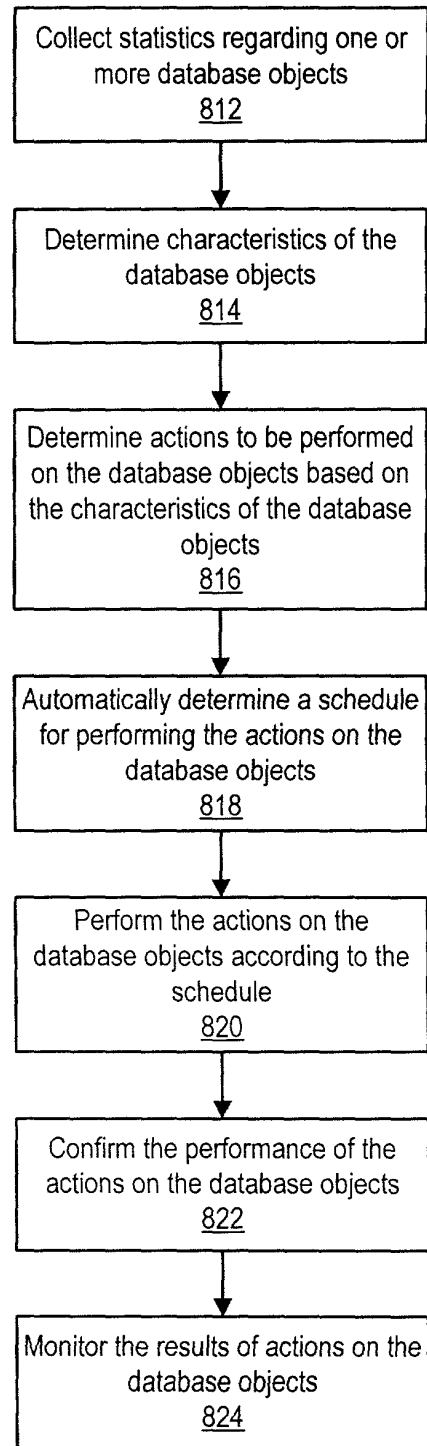 Collect statistics regarding one or
more database objects
812
Determine characteristics of the
database objects
814
Determine actions to be performed
on the database objects based on
the characteristics of the database
objects
816
Automatically determine a schedule
for performing the actions on the
database objects
818
Perform the actions on the
database objects according to the
schedule
820
Confirm the performance of the
actions on the database objects
822
Monitor the results of actions on the
database objects
824